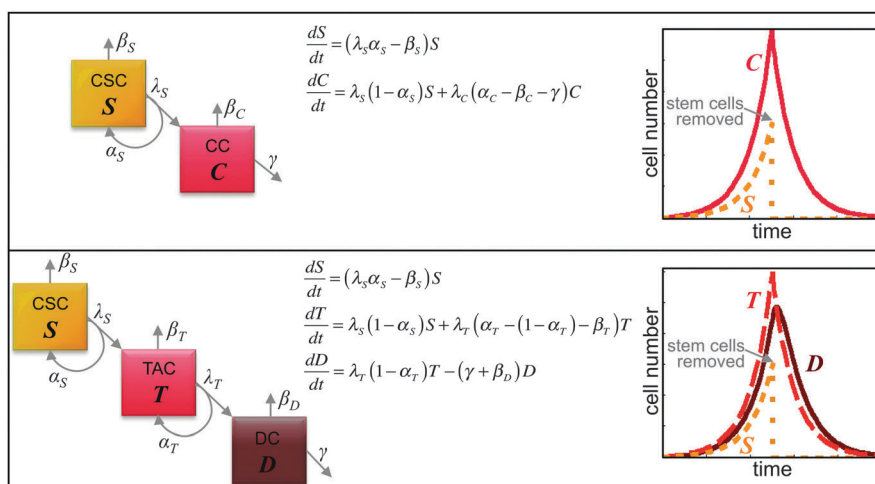 β_S
CSC
S
λ_S
α_S
β_C
CC
C
γ
dS/dt = (λ_S α_S − β_S)S
dC/dt = λ_S(1−α_S)S + λ_C(α_C − β_C − γ)C
C
stem cells
removed
S
cell number
time
β_S
CSC
S
λ_S
α_S
β_T
TAC
T
λ_T
α_T
β_D
DC
D
γ
dS/dt = (λ_S α_S − β_S)S
dT/dt = λ_S(1−α_S)S + λ_T(α_T − (1−α_T) − β_T)T
dD/dt = λ_T(1−α_T)T − (γ + β_D)D
T
stem cells
removed
D
S
cell number
time